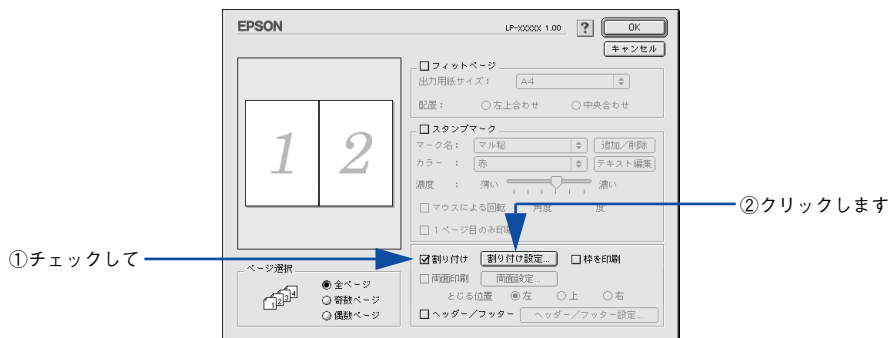 EPSON
LP-XXXXX 1.00
?
OK
キャンセル
フィットページ
出力用紙サイズ：
A4
配置：
左上合わせ
中央合わせ
スタンプマーク
マーク名：
マル秘
追加/削除
カラー ：
赤
テキスト編集
濃度 ：
薄い
濃い
マウスによる回転
角度
度
1ページ目のみ印刷
1
2
①チェックして
②クリックします
割り付け
割り付け設定...
枠を印刷
両面印刷
両面設定...
とじる位置
左
上
右
ヘッダー/フッター
ヘッダー/フッター設定...
ページ選択
1234
全ページ
奇数ページ
偶数ページ